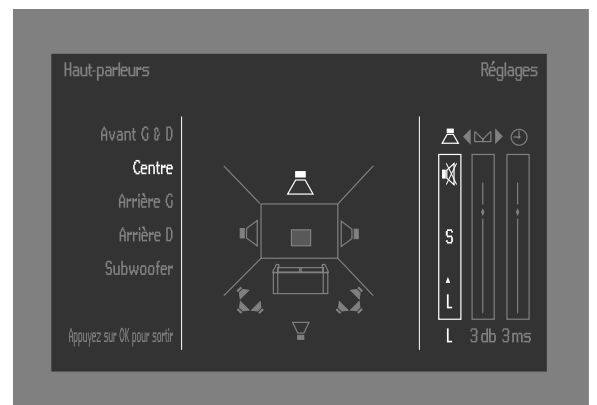 Haut-parleurs
Réglages
Avant G & D
Centre
Arrière G
Arrière D
Subwoofer
Appuyez sur OK pour sortir
S
L
L 3 db 3 ms